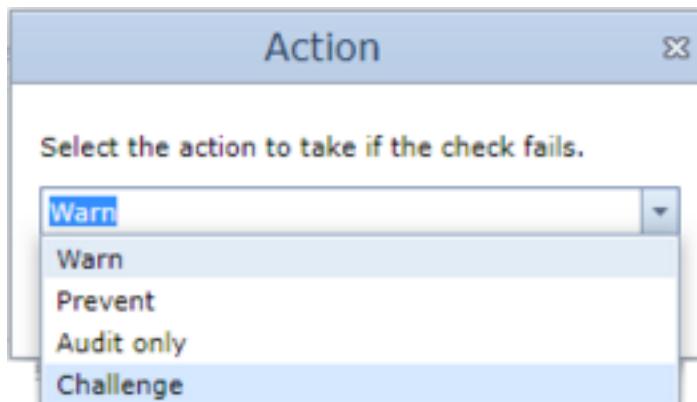 Action
Select the action to take if the check fails.
Warn
Warn
Prevent
Audit only
Challenge